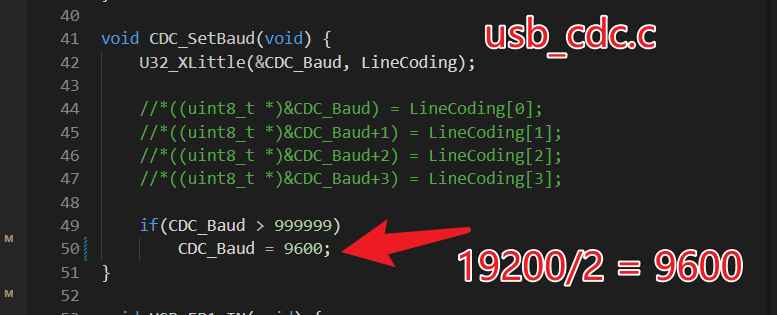 40
usb_cdc.c
41 void CDC_SetBaud(void) {
42 U32_XLittle(&CDC_Baud, LineCoding);
43
44 //*((uint8_t *)&CDC_Baud) = LineCoding[0];
45 //*((uint8_t *)&CDC_Baud+1) = LineCoding[1];
46 //*((uint8_t *)&CDC_Baud+2) = LineCoding[2];
47 //*((uint8_t *)&CDC_Baud+3) = LineCoding[3];
48
49 if(CDC_Baud > 999999)
M
50 CDC_Baud = 9600;
19200/2 = 9600
51 }
M
52